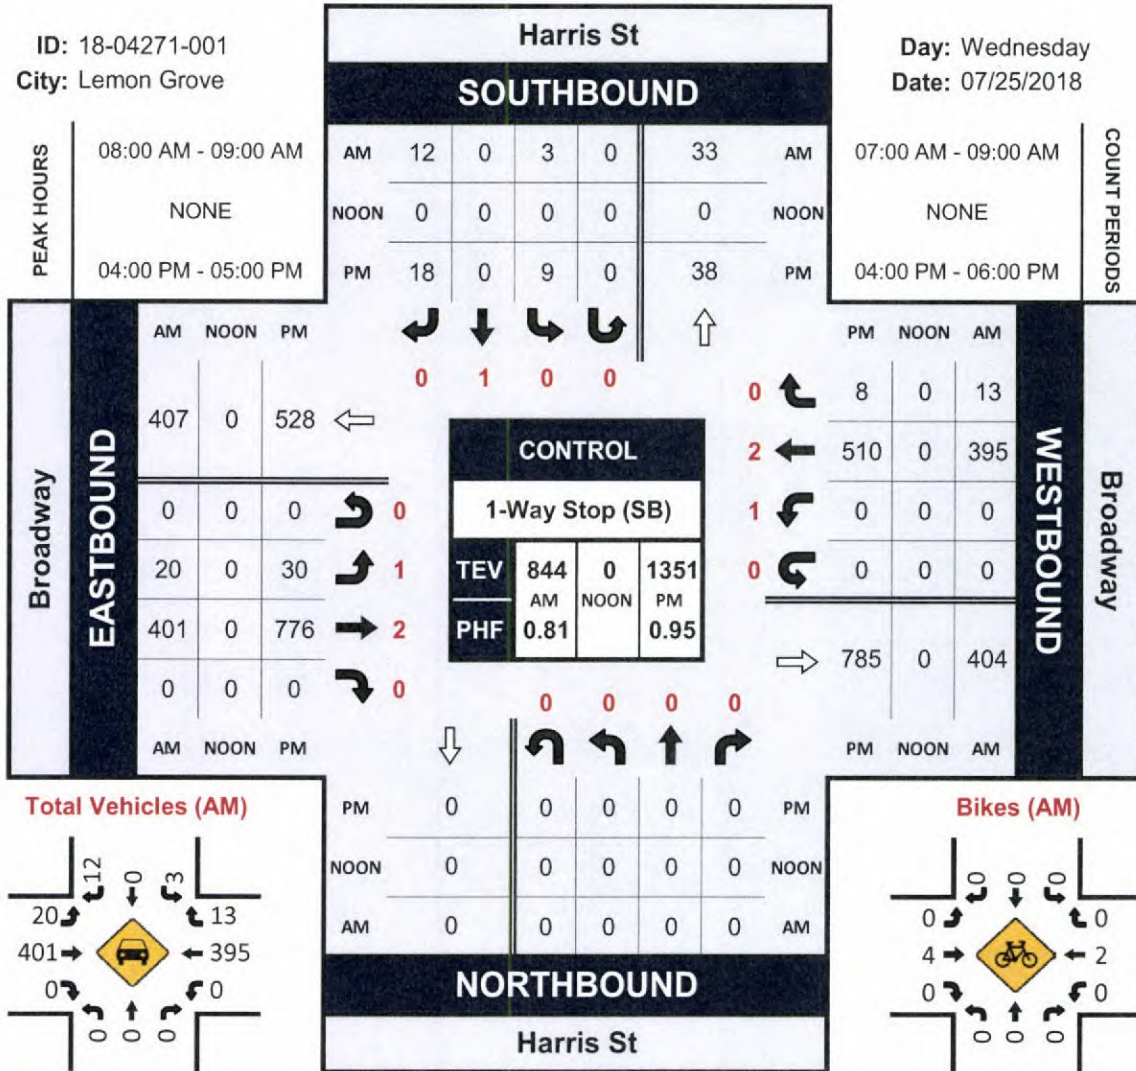 ID: 18-04271-001
City: Lemon Grove
Harris St
SOUTHBOUND
Day: Wednesday
Date: 07/25/2018
PEAK HOURS
08:00 AM - 09:00 AM
NONE
04:00 PM - 05:00 PM
AM 12 0 3 0 33 AM
NOON 0 0 0 0 0 NOON
PM 18 0 9 0 38 PM
0 1 0 0
07:00 AM - 09:00 AM
NONE
04:00 PM - 06:00 PM
COUNT PERIODS
Broadway
EASTBOUND
AM NOON PM
407 0 528
0 0 0 0
20 0 30 1
401 0 776 2
0 0 0 0
AM NOON PM
CONTROL
1-Way Stop (SB)
TEV 844 0 1351
AM NOON PM
PHF 0.81 0.95
PM NOON AM
0 8 0 13
2 510 0 395
1 0 0 0
0 0 0 0
785 0 404
PM NOON AM
WESTBOUND
Broadway
0 0 0 0
PM 0 0 0 0 0 PM
NOON 0 0 0 0 0 NOON
AM 0 0 0 0 0 AM
NORTHBOUND
Harris St
Total Vehicles (AM)
12 0 3
20 13
401 395
0 0
0 0 0
Bikes (AM)
0 0 0
0 0
4 2
0 0
0 0 0